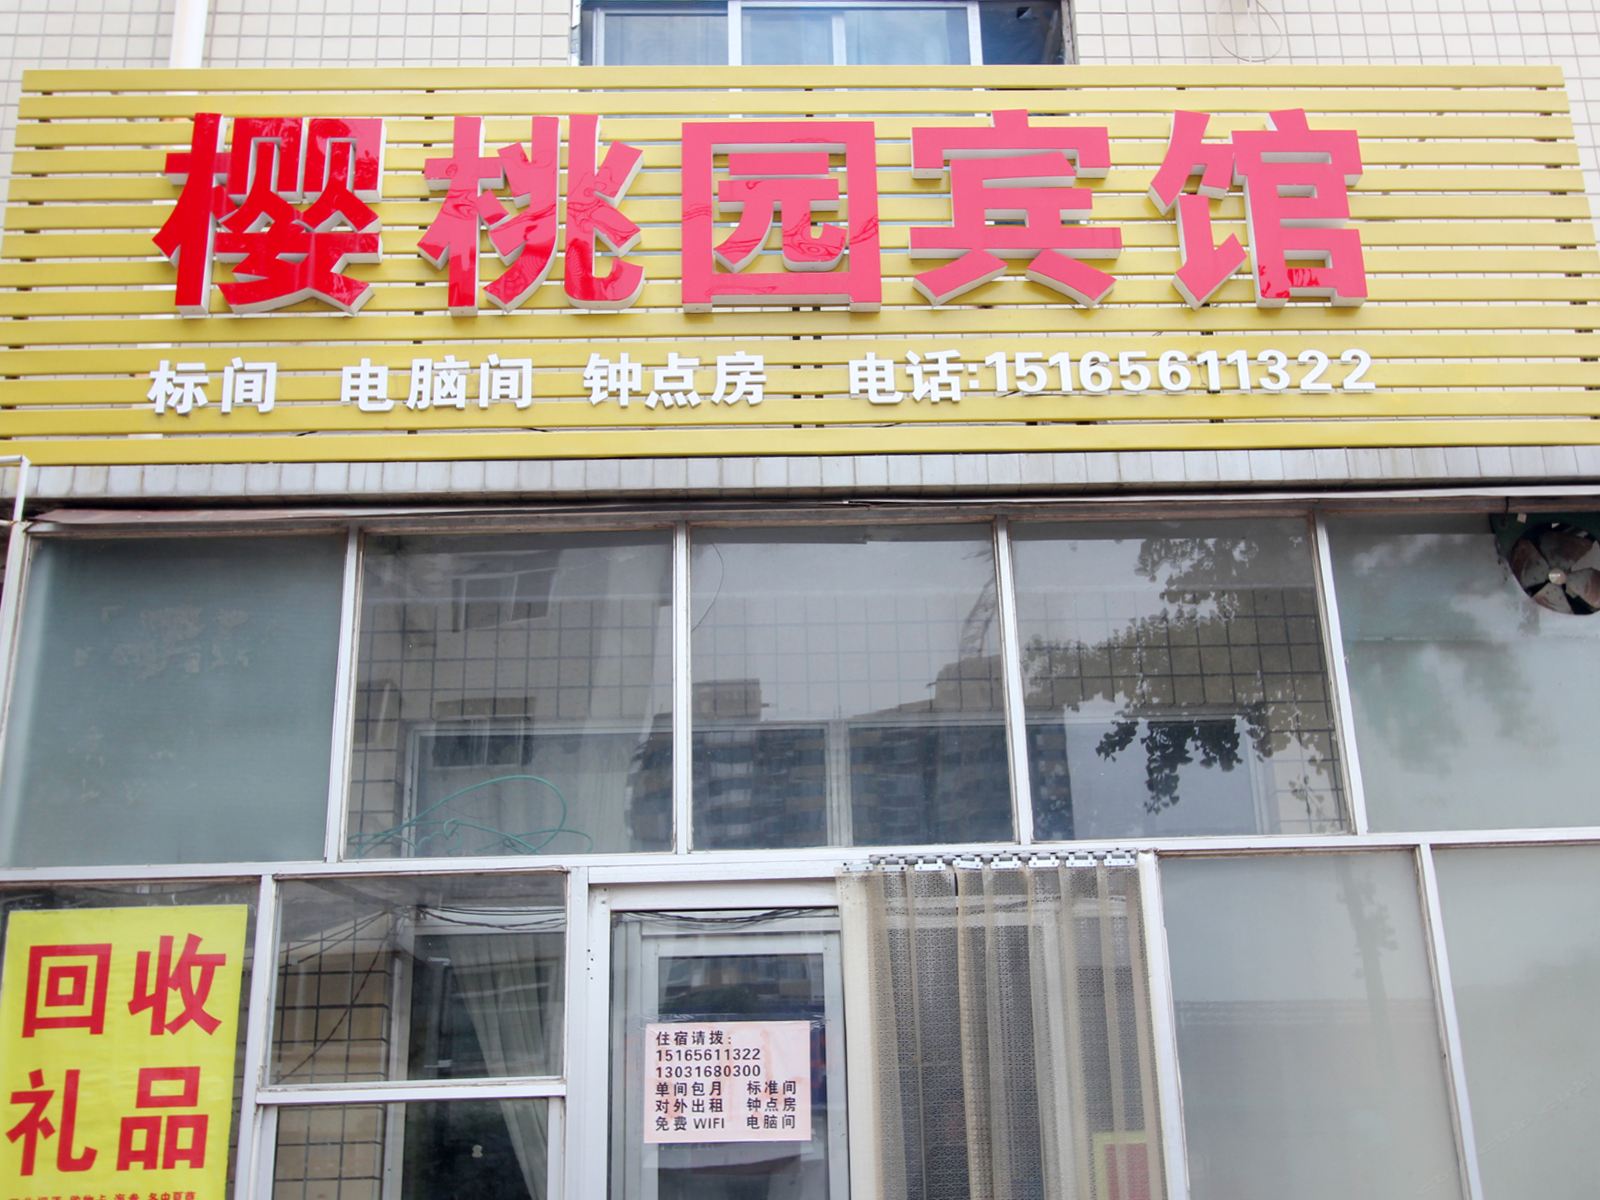 樱桃园宾馆
标间 电脑间 钟点房 电话:15165611322
回收
礼品
住宿请拨:
15165611322
13031680300
单间包月 标准间
对外出租 钟点房
免费WIFI 电脑间